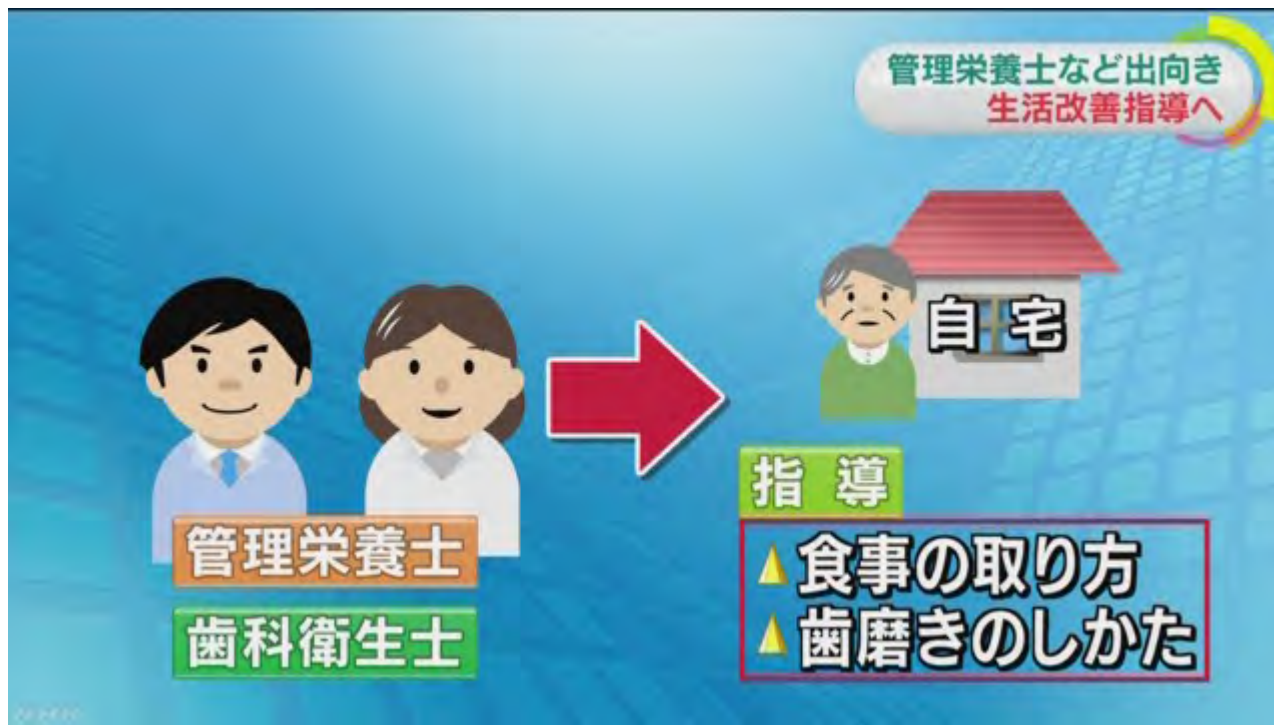 管理栄養士など出向き
生活改善指導へ
自宅
管理栄養士
歯科衛生士
指導
食事の取り方
歯磨きのしかた